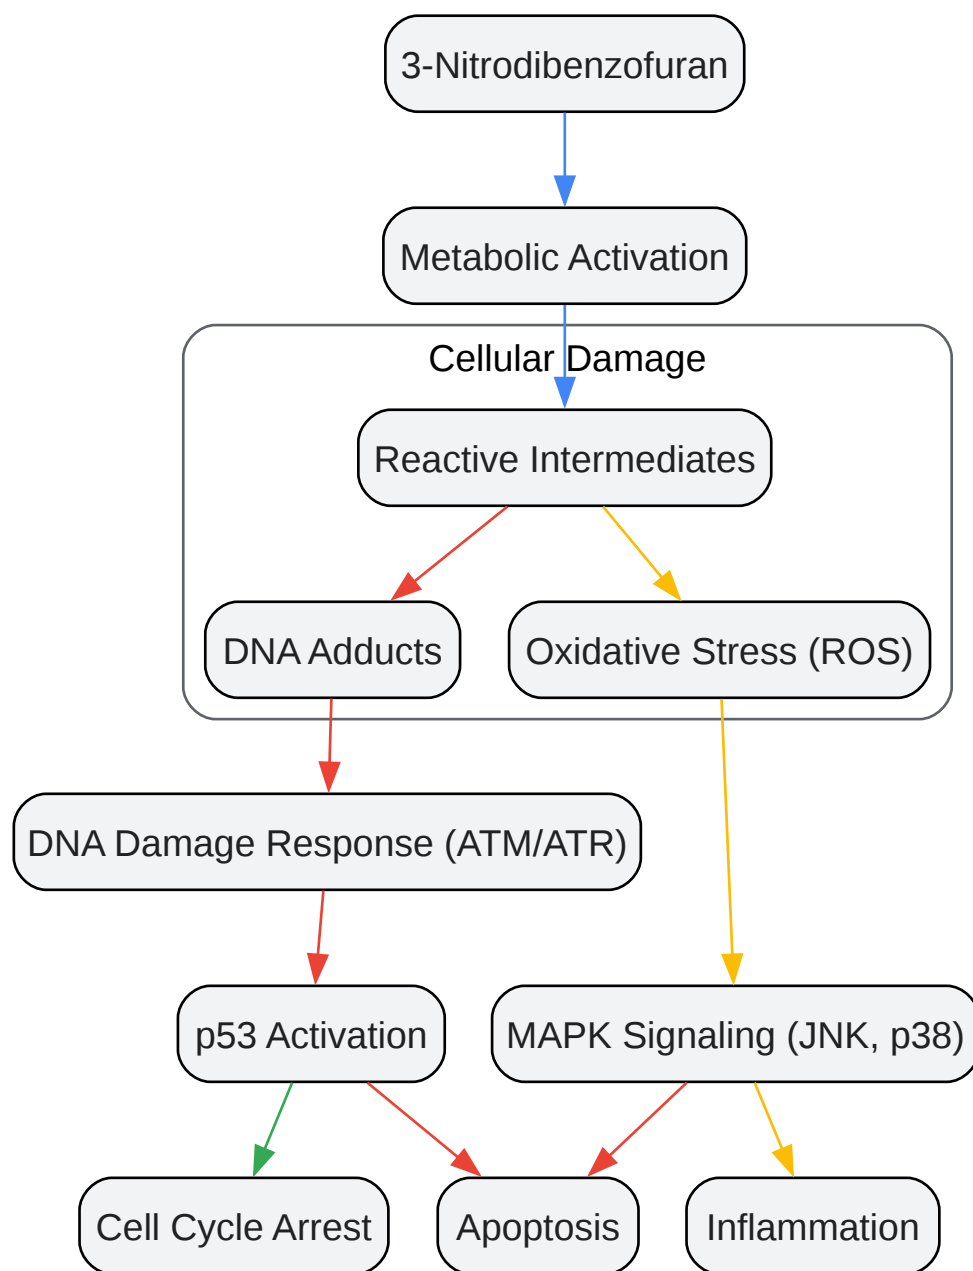 3-Nitrodibenzofuran
Metabolic Activation
Cellular Damage
Reactive Intermediates
DNA Adducts
Oxidative Stress (ROS)
DNA Damage Response (ATM/ATR)
p53 Activation
MAPK Signaling (JNK, p38)
Cell Cycle Arrest
Apoptosis
Inflammation